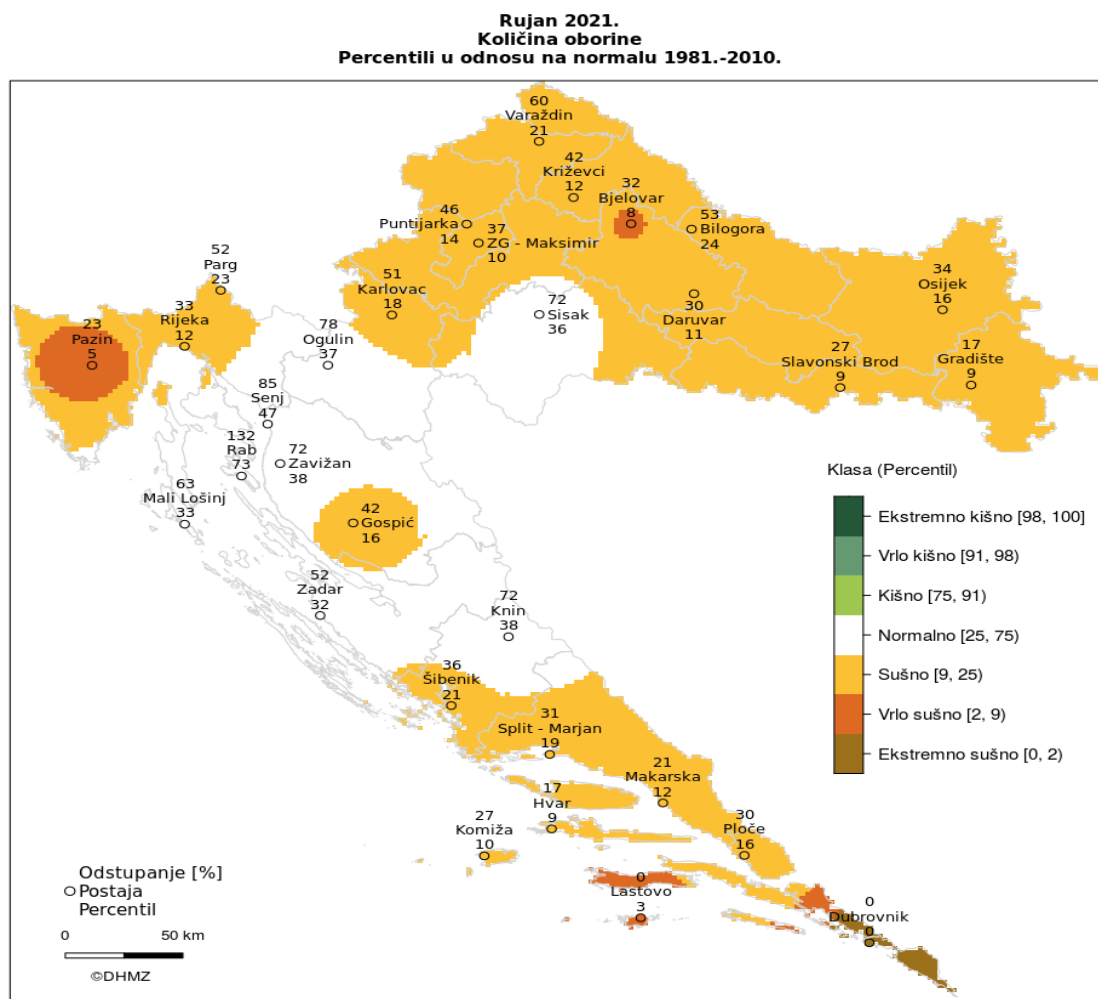 Rujan 2021.
Količina oborine
Percentili u odnosu na normalu 1981.-2010.
60
Varaždin
21
42
Križevci
12
32
Bjelovar
8
53
Bilogora
24
46
Puntijarka
14
37
ZG - Maksimir
10
52
Parg
23
51
Karlovac
18
34
Osijek
16
33
Rijeka
12
72
Sisak
36
30
Daruvar
11
23
Pazin
5
78
Ogulin
37
27
Slavonski Brod
9
17
Gradište
9
85
Senj
47
132
Rab
73
72
Zavižan
38
63
Mali Lošinj
33
42
Gospić
16
52
Zadar
32
72
Knin
38
36
Šibenik
21
31
Split - Marjan
19
21
Makarska
12
17
Hvar
9
27
Komiža
10
30
Ploče
16
0
Lastovo
3
0
Dubrovnik
0
Klasa (Percentil)
Ekstremno kišno [98, 100]
Vrlo kišno [91, 98)
Kišno [75, 91)
Normalno [25, 75)
Sušno [9, 25)
Vrlo sušno [2, 9)
Ekstremno sušno [0, 2)
Odstupanje [%]
Postaja
Percentil
0 50 km
©DHMZ